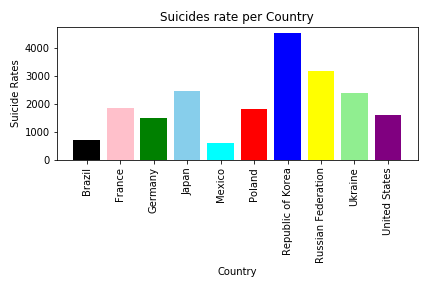 Suicides rate per Country
Suicide Rates
4000
3000
2000
1000
0
Brazil
France
Germany
Japan
Mexico
Poland
Republic of Korea
Russian Federation
Ukraine
United States
Country